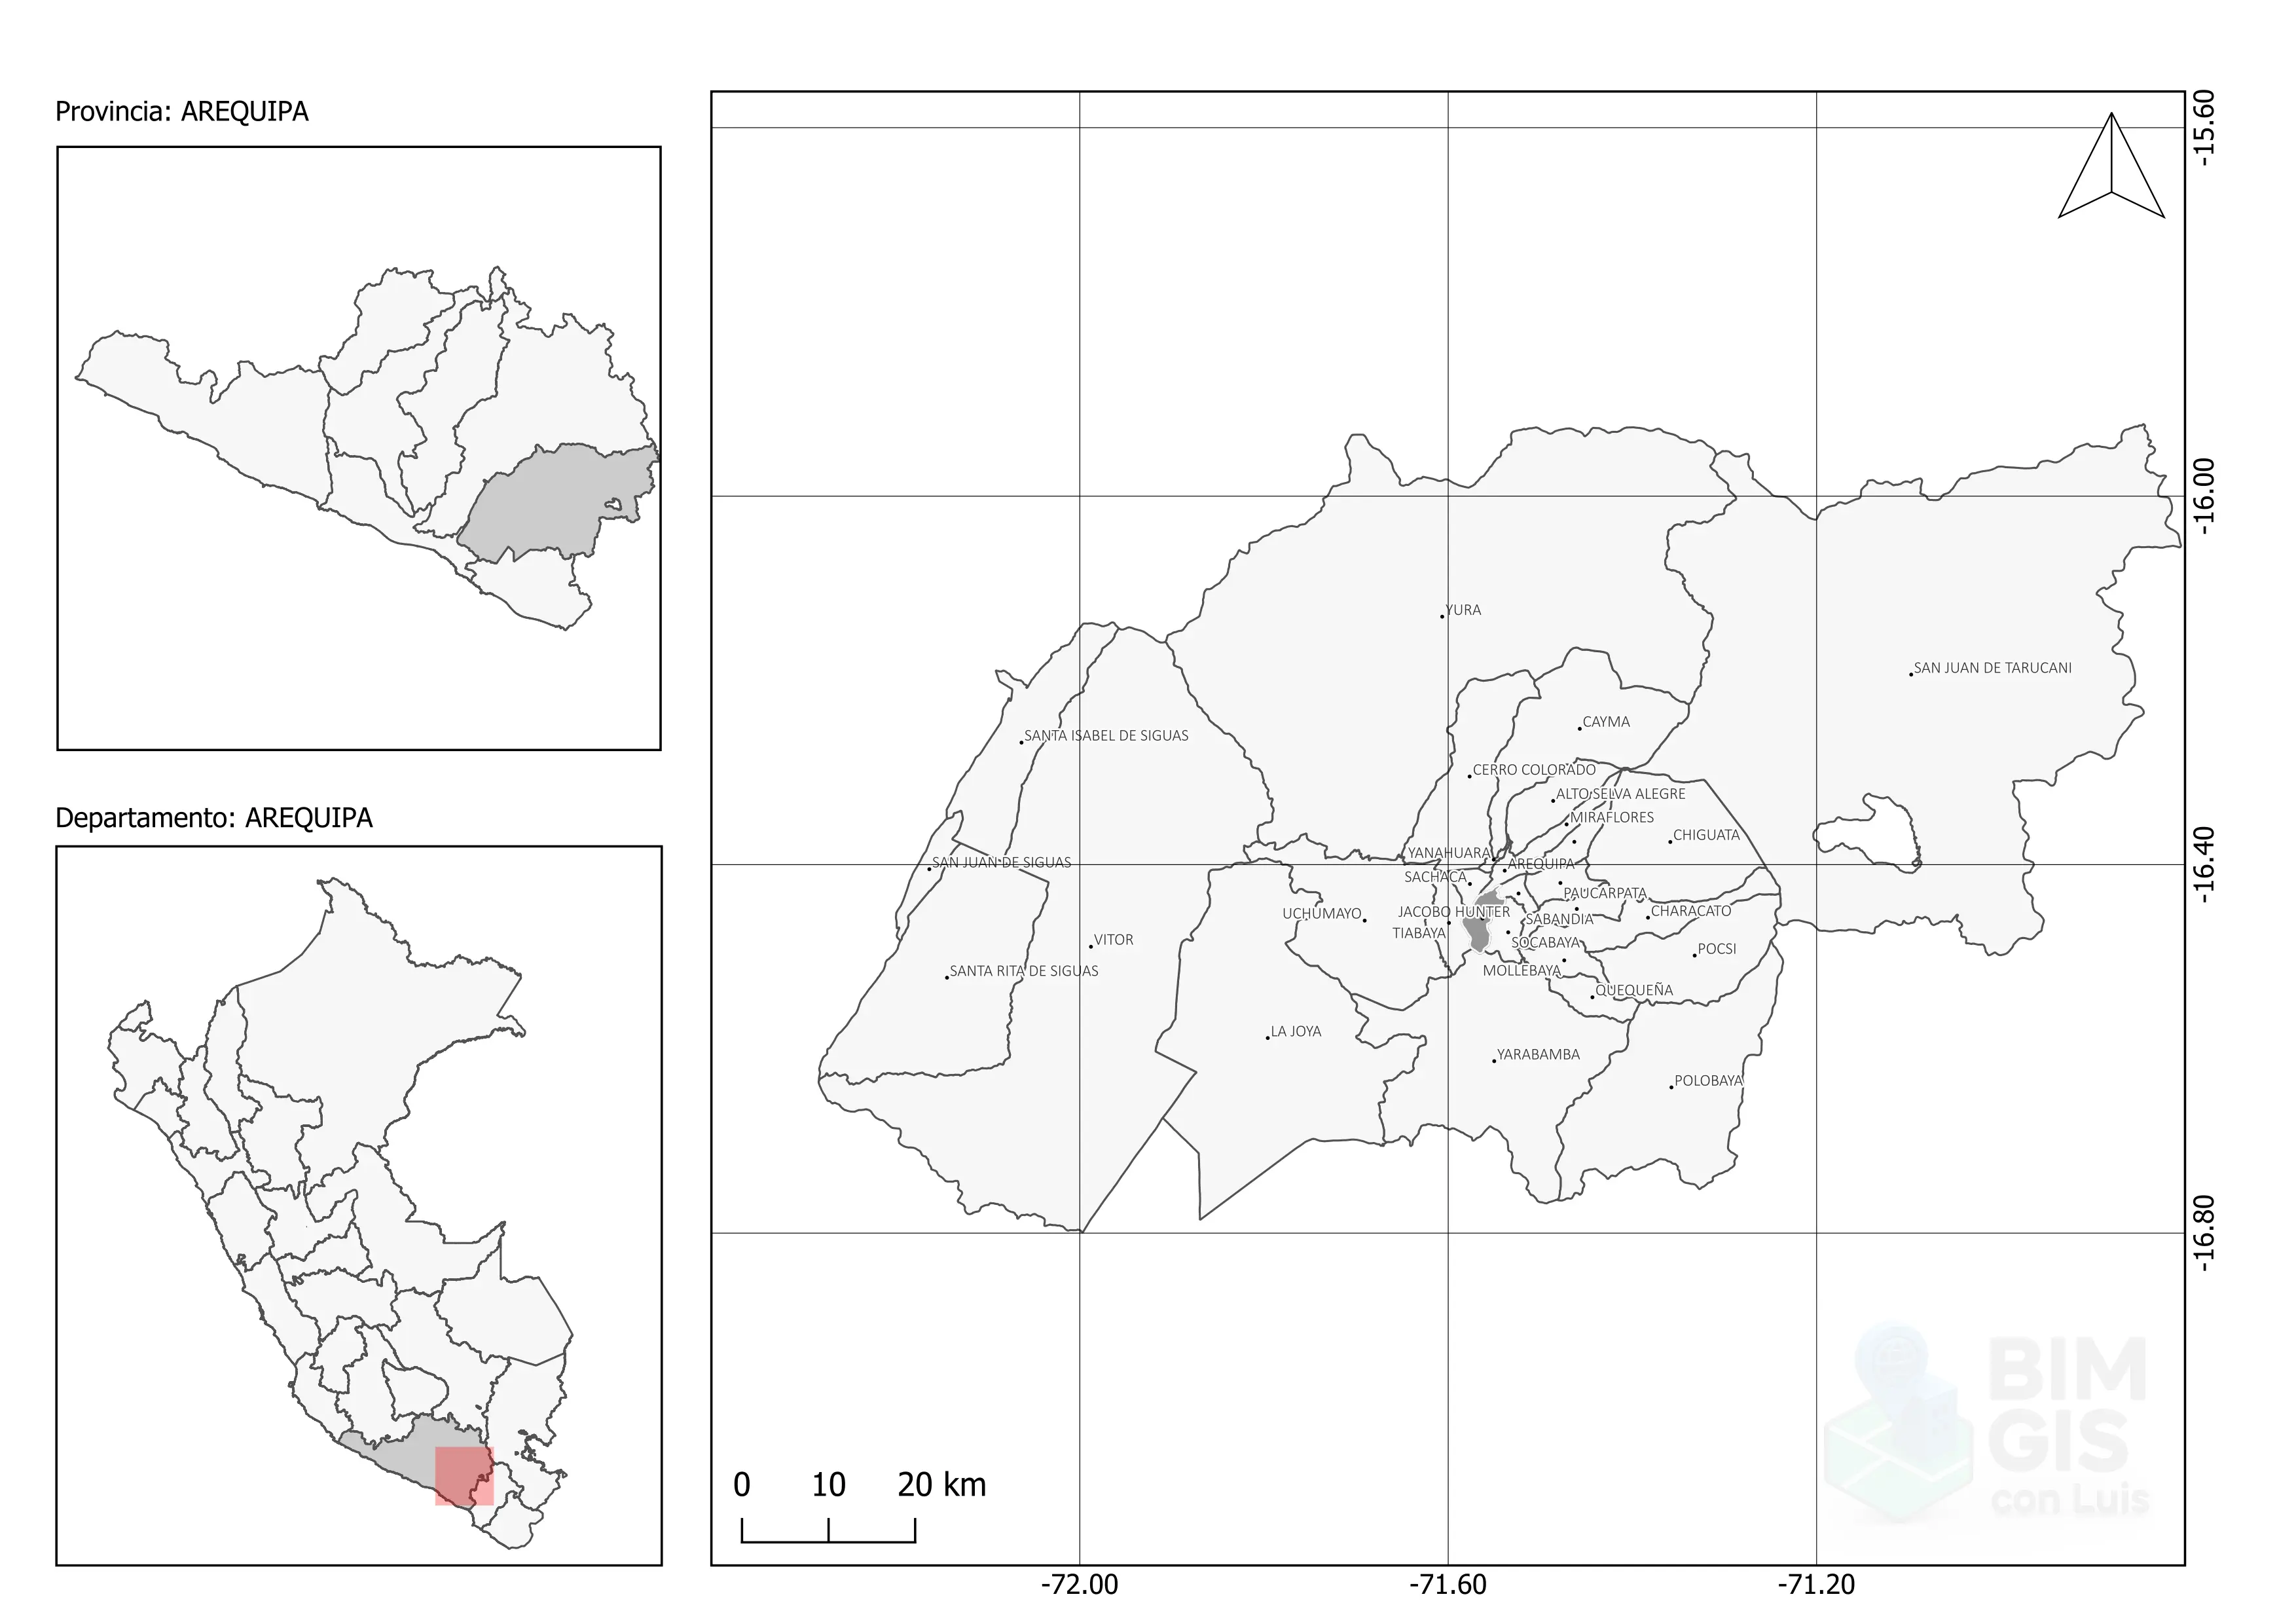 Provincia: AREQUIPA
Departamento: AREQUIPA
-15.60
-16.00
-16.40
-16.80
-72.00
-71.60
-71.20
YURA
SAN JUAN DE TARUCANI
CAYMA
SANTA ISABEL DE SIGUAS
CERRO COLORADO
ALTO SELVA ALEGRE
MIRAFLORES
CHIGUATA
YANAHUARA
AREQUIPA
SAN JUAN DE SIGUAS
SACHACA
PAUCARPATA
UCHUMAYO
JACOBO HUNTER
CHARACATO
SABANDIA
TIABAYA
VITOR
SOCABAYA
POCSI
SANTA RITA DE SIGUAS
MOLLEBAYA
QUEQUEÑA
LA JOYA
YARABAMBA
POLOBAYA
0 10 20 km
BIM
GIS
con Luis